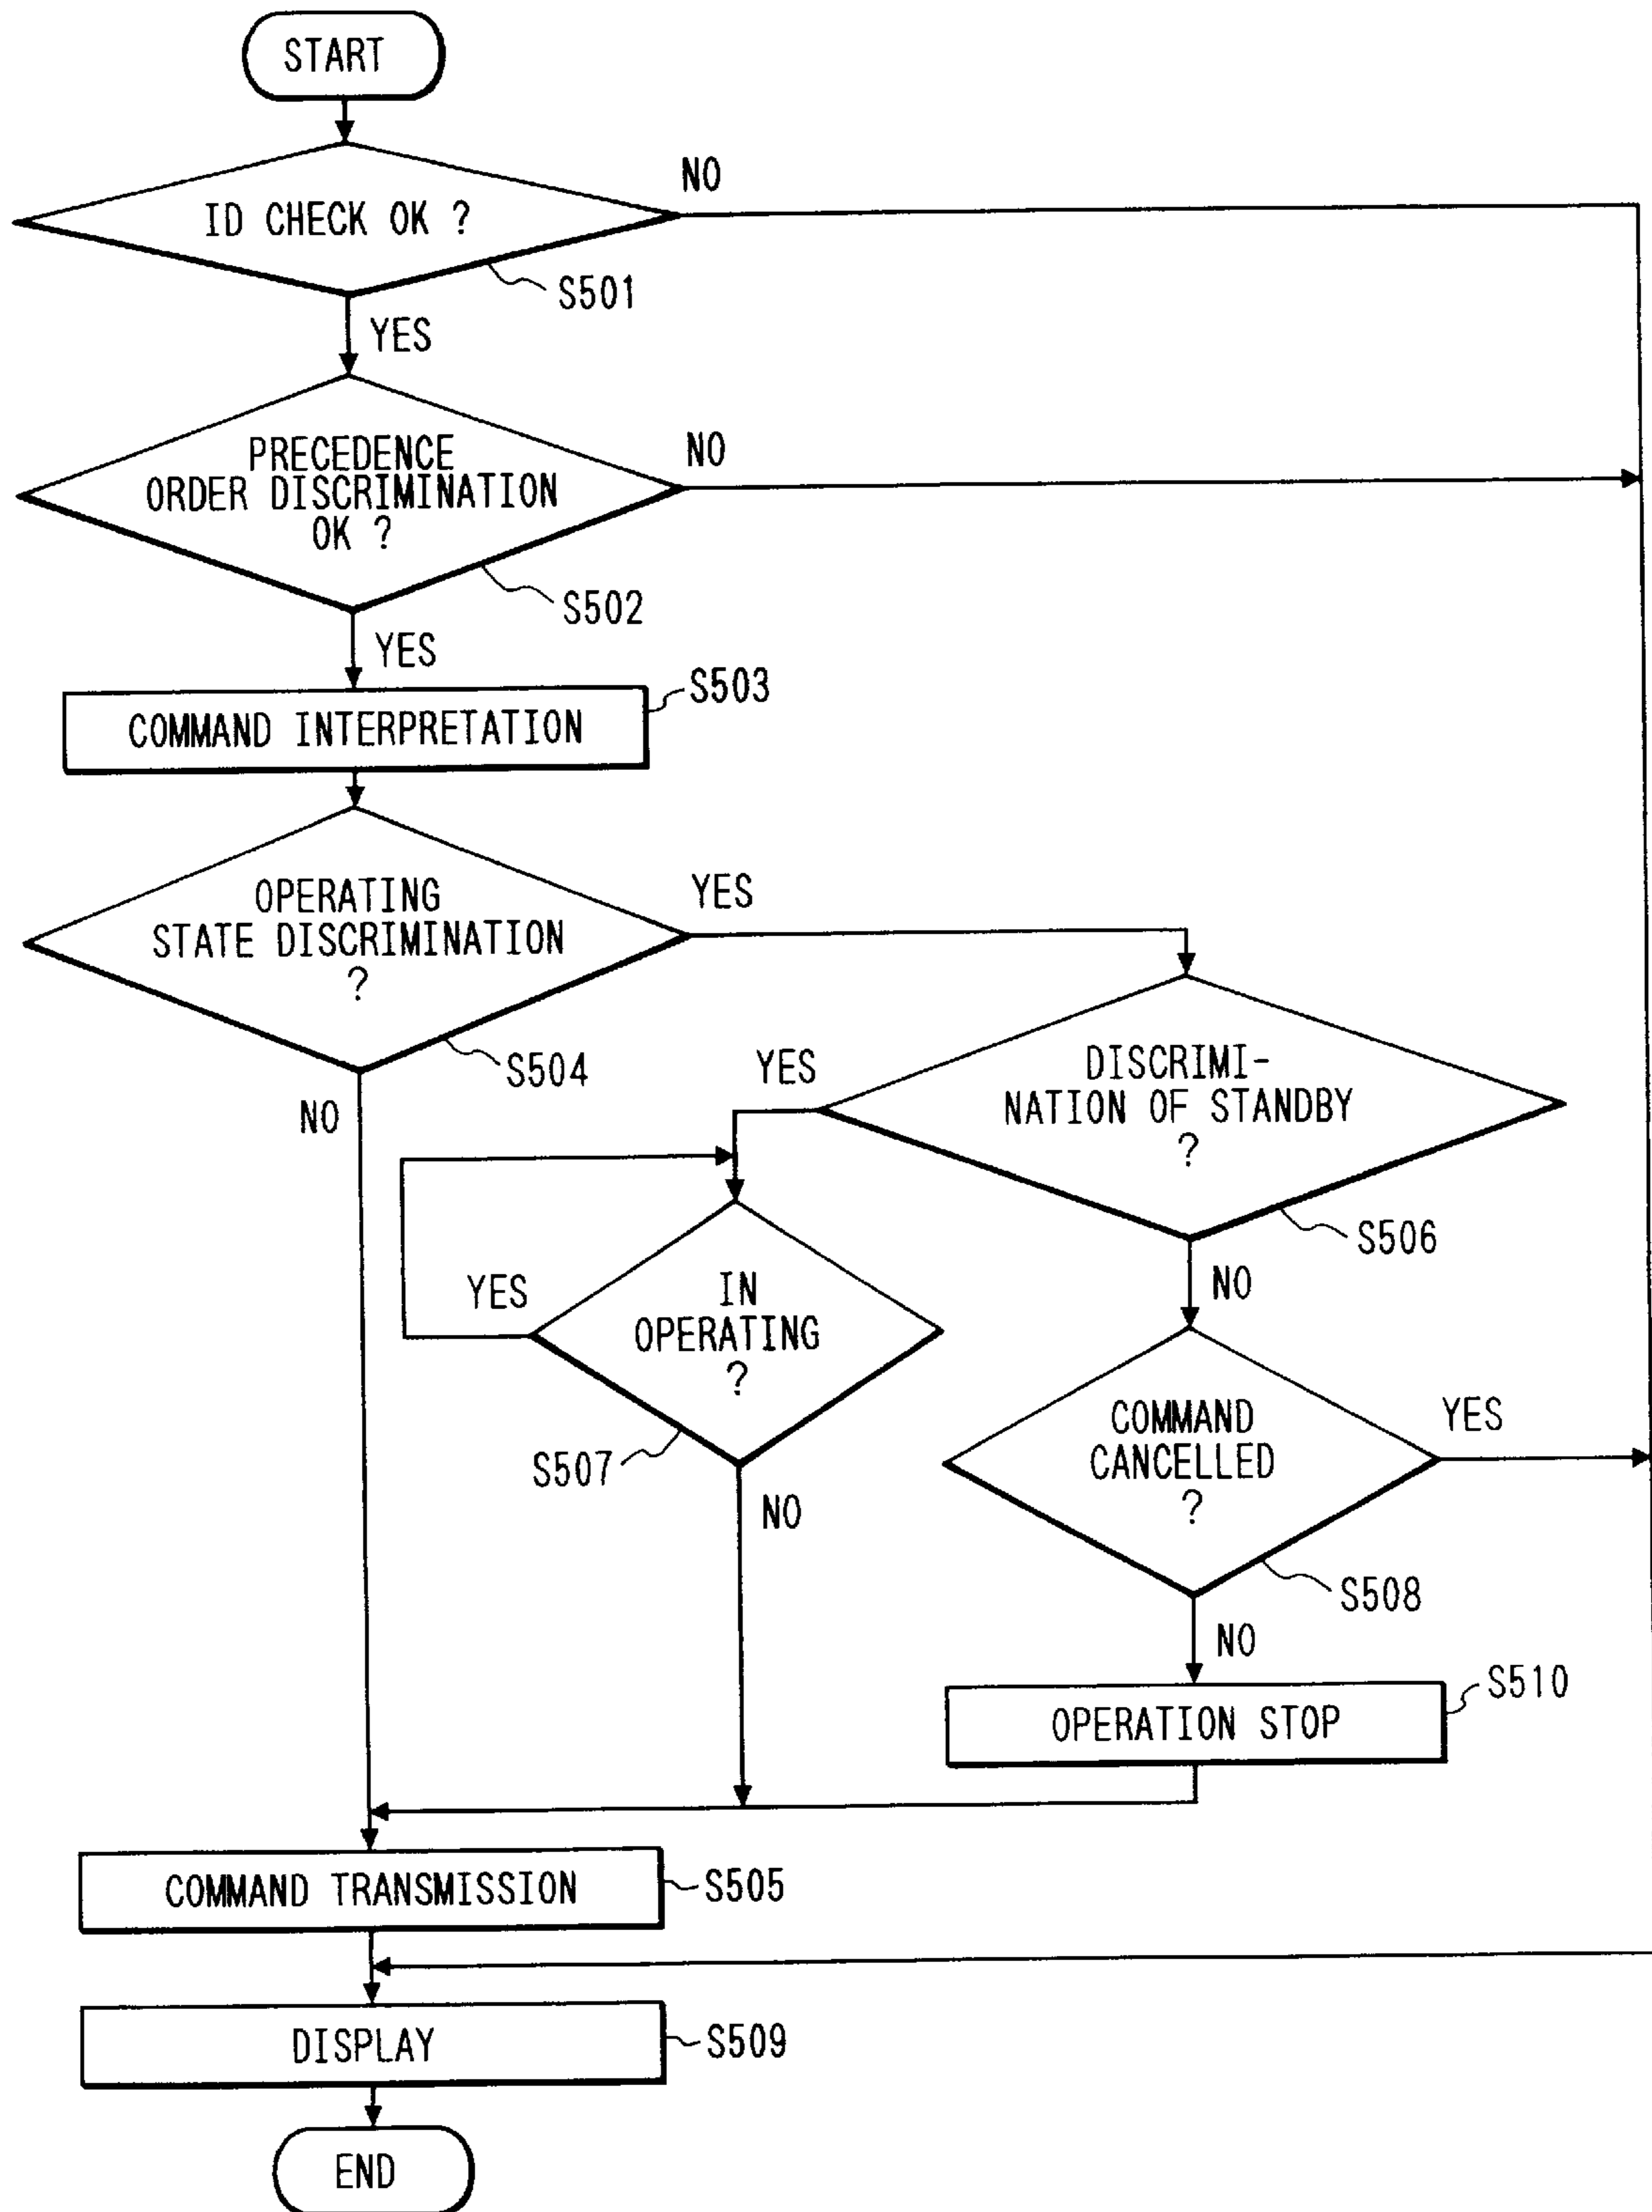 START
ID CHECK OK ?
NO
S501
YES
PRECEDENCE
ORDER DISCRIMINATION
OK ?
NO
S502
YES
S503
COMMAND INTERPRETATION
OPERATING
STATE DISCRIMINATION
?
YES
S504
NO
DISCRIMI-
NATION OF STANDBY
?
YES
S506
NO
IN
OPERATING
?
YES
S507
NO
COMMAND
CANCELLED
?
YES
S508
NO
S510
OPERATION STOP
COMMAND TRANSMISSION
S505
DISPLAY
S509
END